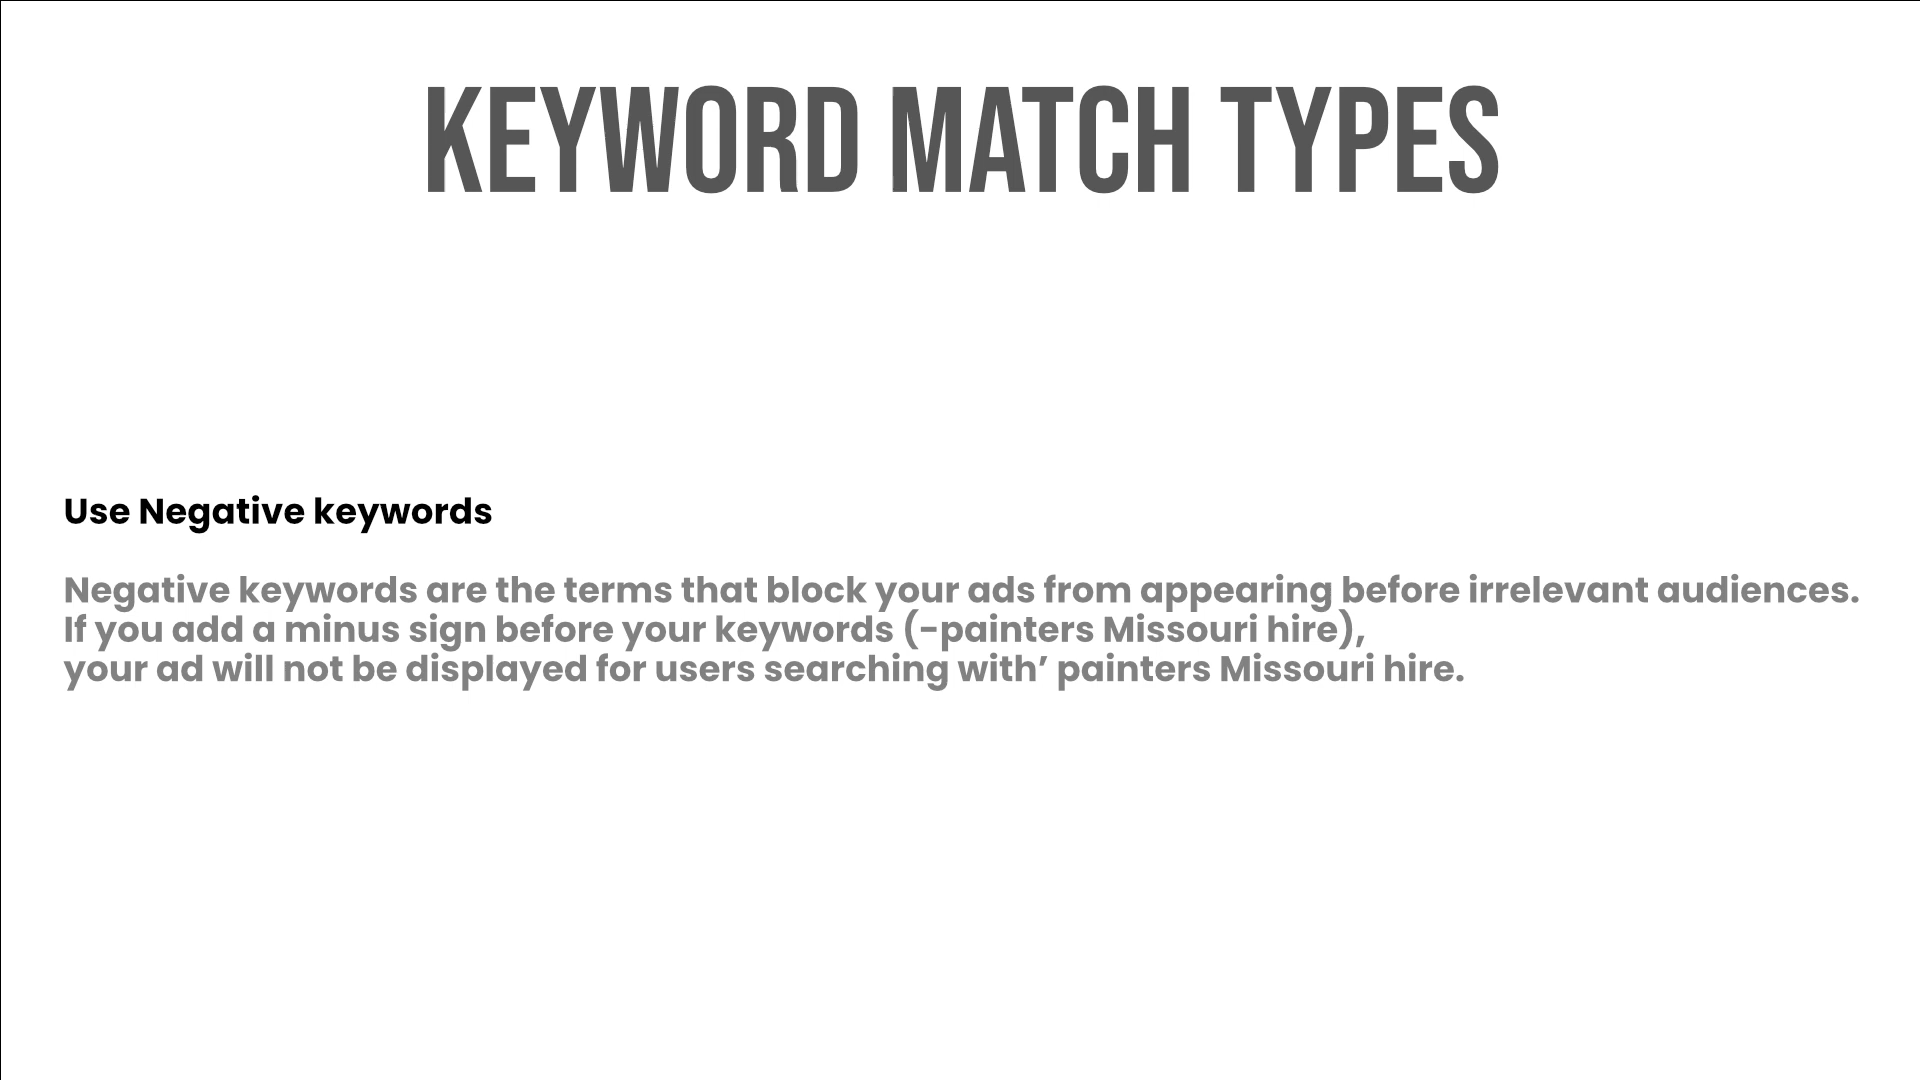 KEYWORD MATCH TYPES
Use Negative keywords
Negative keywords are the terms that block your ads from appearing before irrelevant audiences.
If you add a minus sign before your keywords (-painters Missouri hire),
your ad will not be displayed for users searching with’ painters Missouri hire.